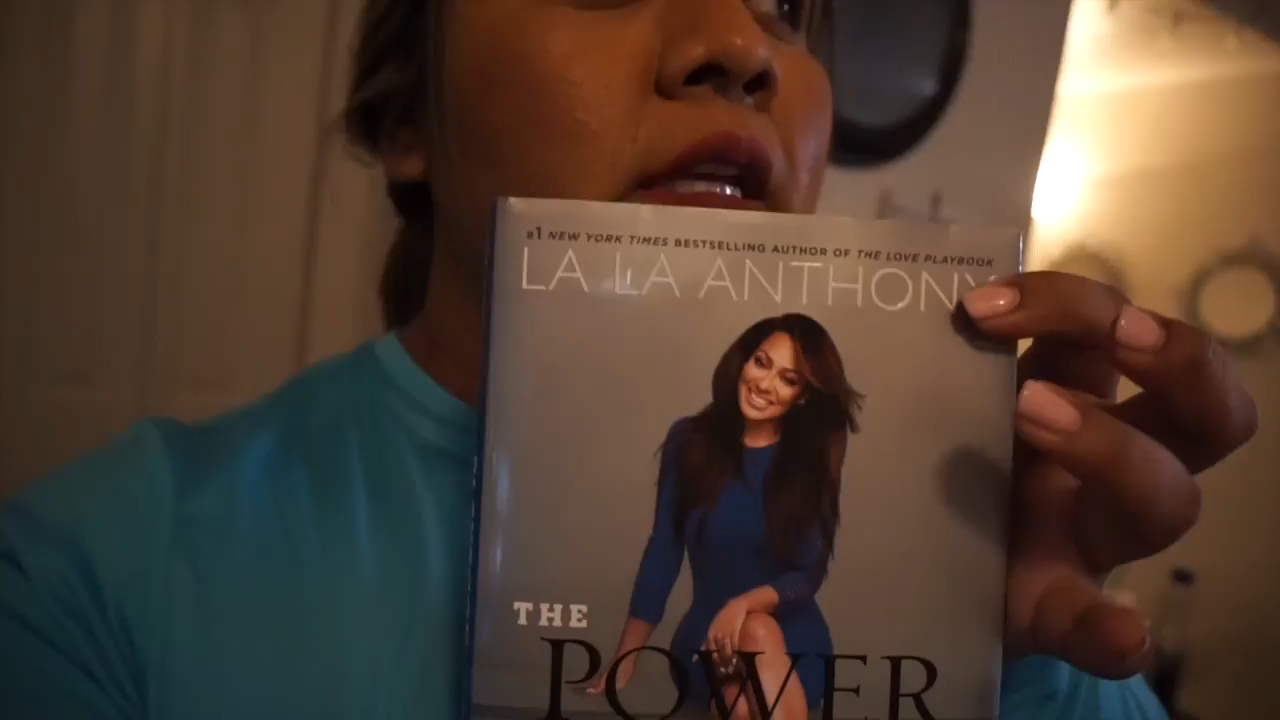 #1 NEW YORK TIMES BESTSELLING AUTHOR OF THE LOVE PLAYBOOK
LA LA ANTHONY
THE
POWER